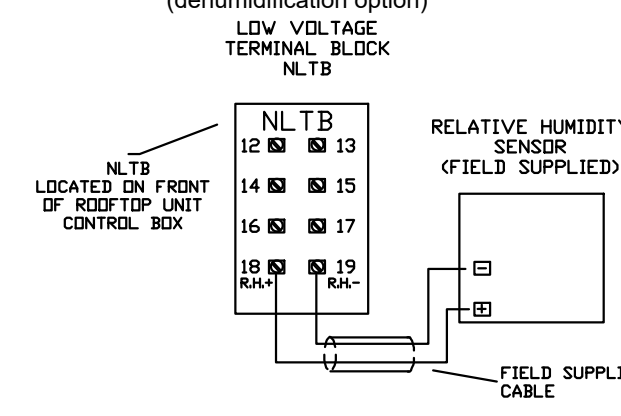 (dehumidification option)
LOW VOLTAGE
TERMINAL BLOCK
NLTB
NLTB
12 13
14 15
16 17
18 19
R.H.+ R.H.-
NLTB
LOCATED ON FRONT
OF ROOFTOP UNIT
CONTROL BOX
RELATIVE HUMIDITY
SENSOR
(FIELD SUPPLIED)
-
+
FIELD
CABLE